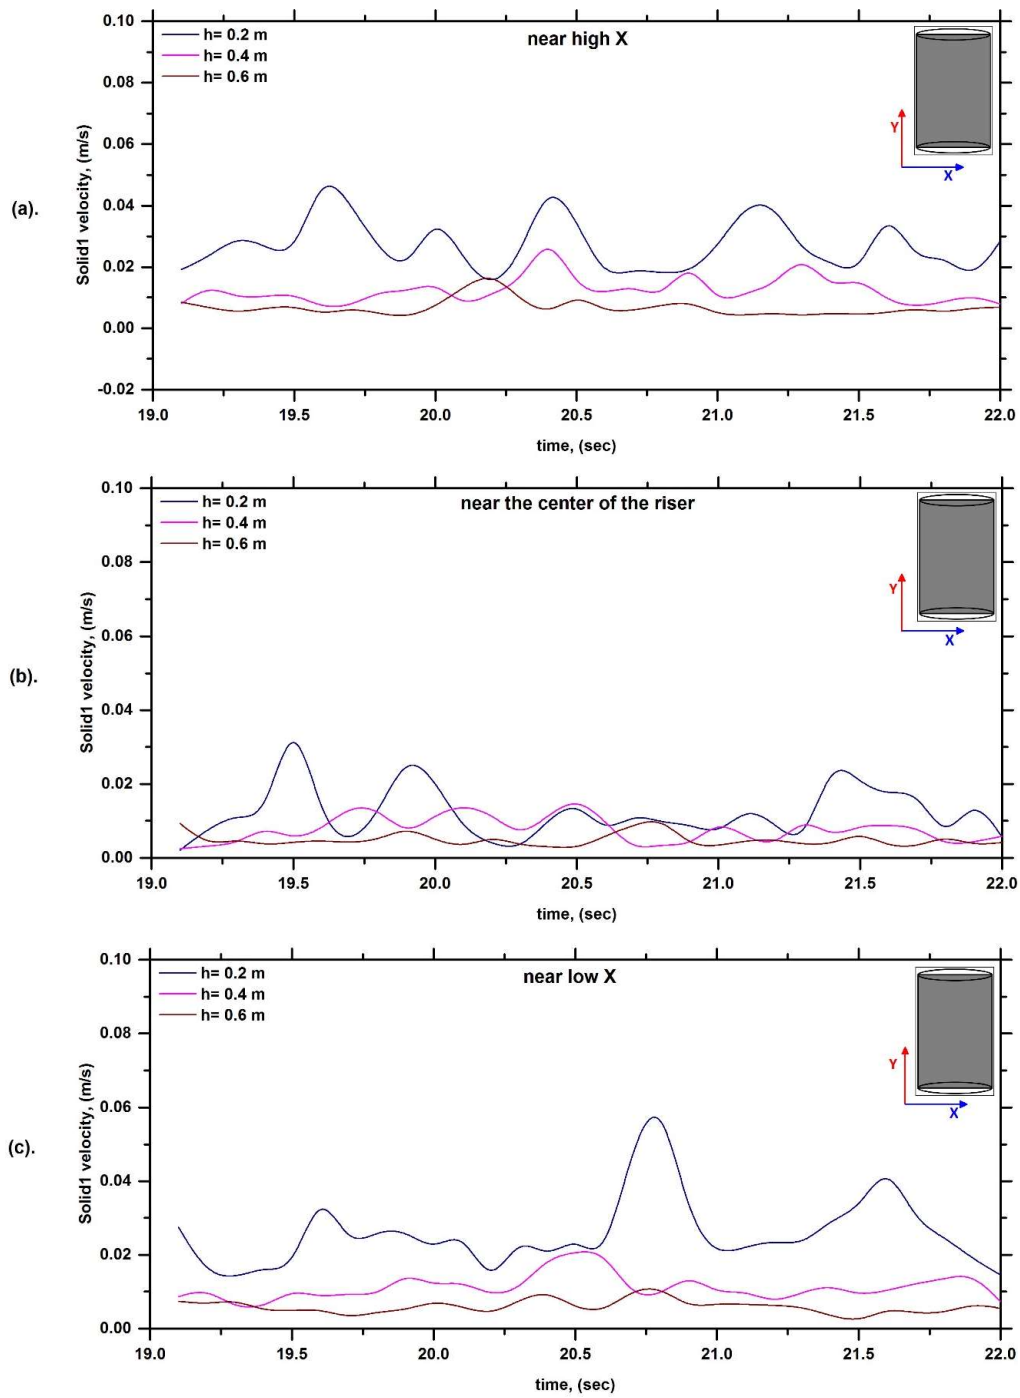 (a).
near high X
h= 0.2 m
h= 0.4 m
h= 0.6 m
Solid1 velocity, (m/s)
0.10
0.08
0.06
0.04
0.02
0.00
-0.02
19.0 19.5 20.0 20.5 21.0 21.5 22.0
time, (sec)
Y
X
(b).
near the center of the riser
h= 0.2 m
h= 0.4 m
h= 0.6 m
Solid1 velocity, (m/s)
0.10
0.08
0.06
0.04
0.02
0.00
19.0 19.5 20.0 20.5 21.0 21.5 22.0
time, (sec)
Y
X
(c).
near low X
h= 0.2 m
h= 0.4 m
h= 0.6 m
Solid1 velocity, (m/s)
0.10
0.08
0.06
0.04
0.02
0.00
19.0 19.5 20.0 20.5 21.0 21.5 22.0
time, (sec)
Y
X